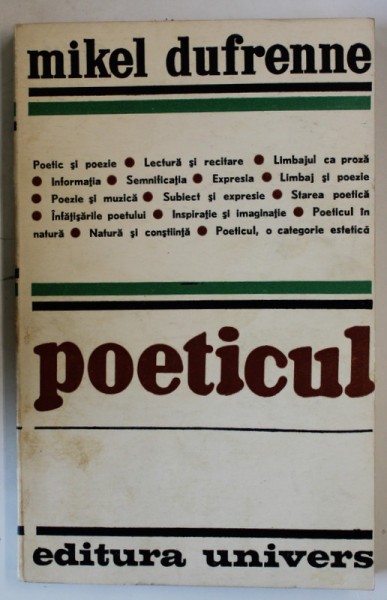 mikel dufrenne
Poetic și poezie ● Lectură și recitare ● Limbajul ca proză
● Informația ● Semnificația ● Expresia ● Limbaj și poezie
● Poezie și muzică ● Subiect și expresie ● Starea poetică
● Înfățișările poetului ● Inspirație și imaginație ● Poeticul în
natură ● Natură și conștiință ● Poeticul, o categorie estetică
poeticul
editura univers